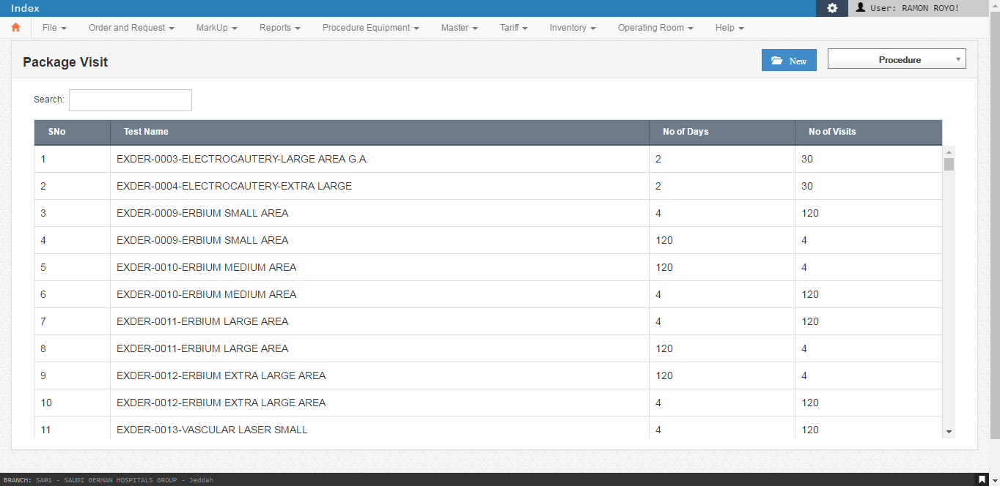 Index
User: RAMON ROYO!
File Order and Request MarkUp Reports Procedure Equipment Master Tariff Inventory Operating Room Help
Package Visit
New
Procedure
Search:
SNo Test Name No of Days No of Visits
1 EXDER-0003-ELECTROCAUTERY-LARGE AREA G.A. 2 30
2 EXDER-0004-ELECTROCAUTERY-EXTRA LARGE 2 30
3 EXDER-0009-ERBIUM SMALL AREA 4 120
4 EXDER-0009-ERBIUM SMALL AREA 120 4
5 EXDER-0010-ERBIUM MEDIUM AREA 120 4
6 EXDER-0010-ERBIUM MEDIUM AREA 4 120
7 EXDER-0011-ERBIUM LARGE AREA 4 120
8 EXDER-0011-ERBIUM LARGE AREA 120 4
9 EXDER-0012-ERBIUM EXTRA LARGE AREA 120 4
10 EXDER-0012-ERBIUM EXTRA LARGE AREA 4 120
11 EXDER-0013-VASCULAR LASER SMALL 4 120
BRANCH: SA01 - SAUDI GERMAN HOSPITALS GROUP - Jeddah